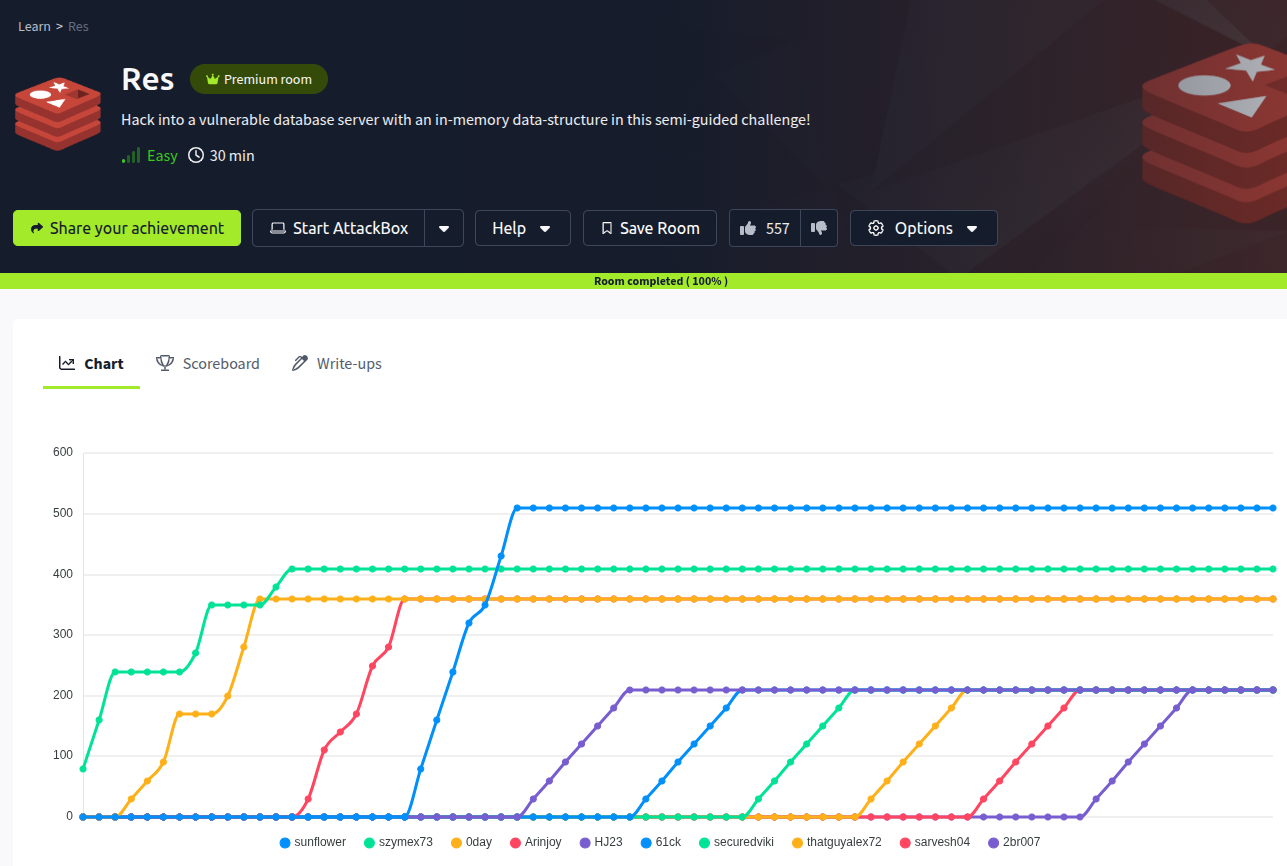 Learn > Res
Res
Premium room
Hack into a vulnerable database server with an in-memory data-structure in this semi-guided challenge!
Easy 30 min
Share your achievement Start AttackBox Help Save Room 557 Options
Room completed ( 100% )
Chart Scoreboard Write-ups
600
500
400
300
200
100
0
sunflower szymex73 0day Arinjoy HJ23 61ck securedviki thatguyalex72 sarvesh04 2br007